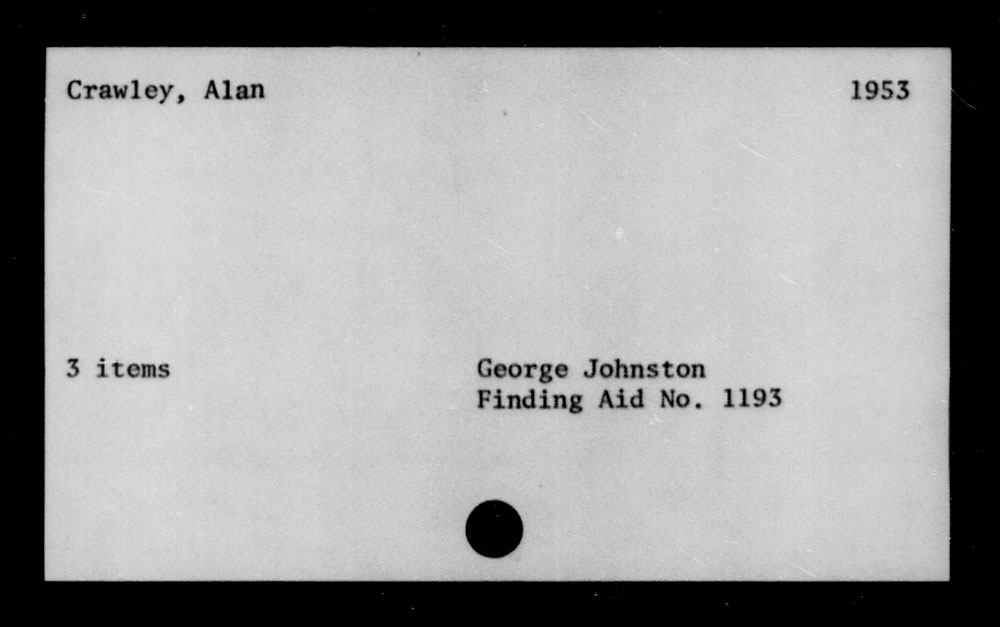 Crawley, Alan 1953
3 items George Johnston
Finding Aid No. 1193